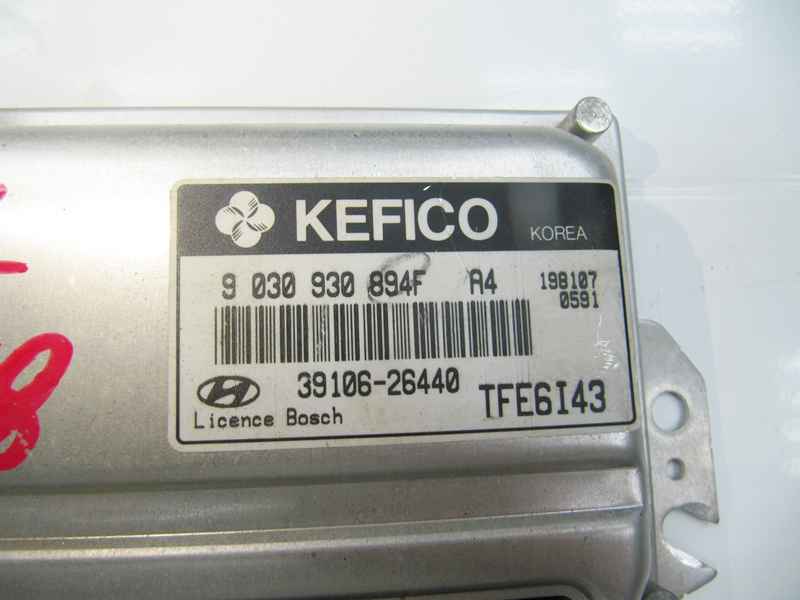 KEFICO KOREA
9 030 930 894F A4 198107
0591
39106-26440
TFE6I43
Licence Bosch